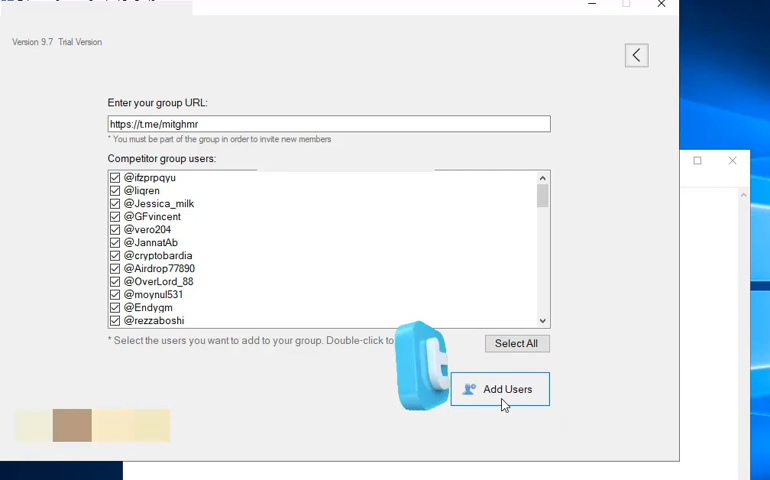 Version 9.7 Trial Version
Enter your group URL:
https://t.me/mitghmr
* You must be part of the group in order to invite new members
Competitor group users:
@ifzprpqyu
@liqren
@Jessica_milk
@GFvincent
@vero204
@JannatAb
@cryptobardia
@Airdrop77890
@OverLord_88
@moynul531
@Endygm
@rezzaboshi
* Select the users you want to add to your group. Double-click to
Select All
Add Users